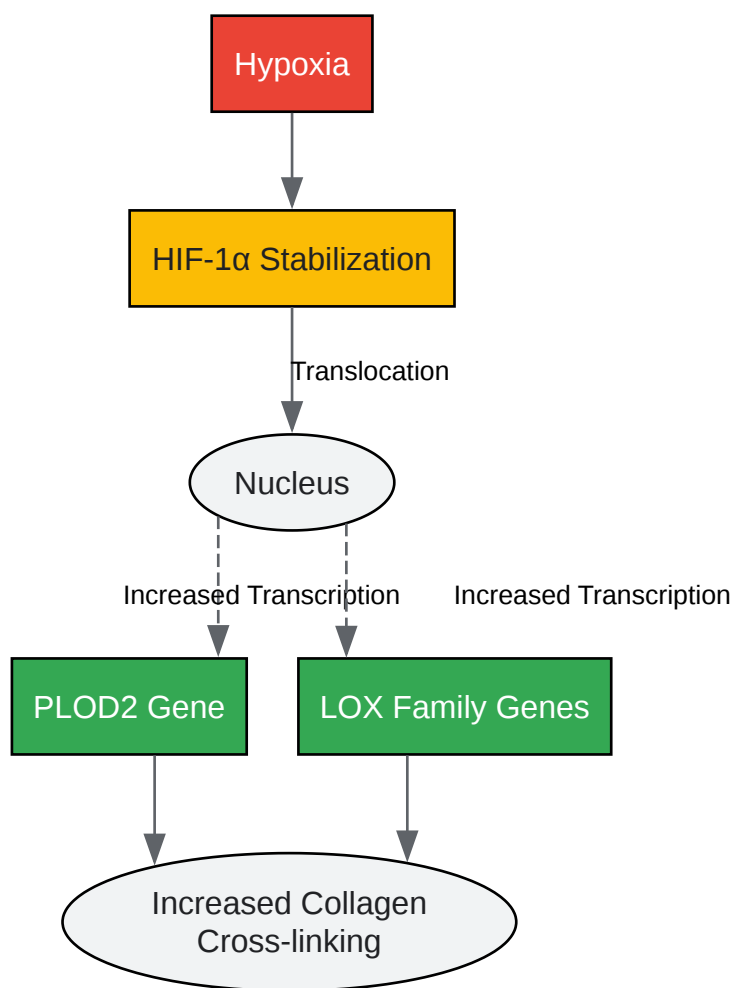 Hypoxia
HIF-1α Stabilization
Translocation
Nucleus
Increased Transcription
Increased Transcription
PLOD2 Gene
LOX Family Genes
Increased Collagen
Cross-linking